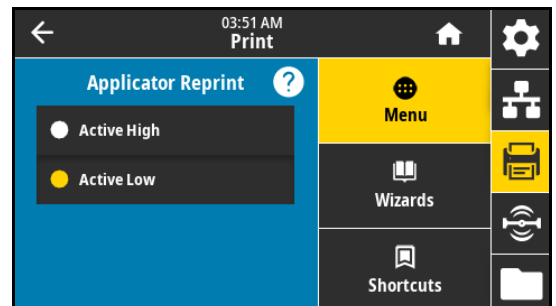 03:51 AM
Print
Applicator Reprint ?
Active High
Active Low
Menu
Wizards
Shortcuts